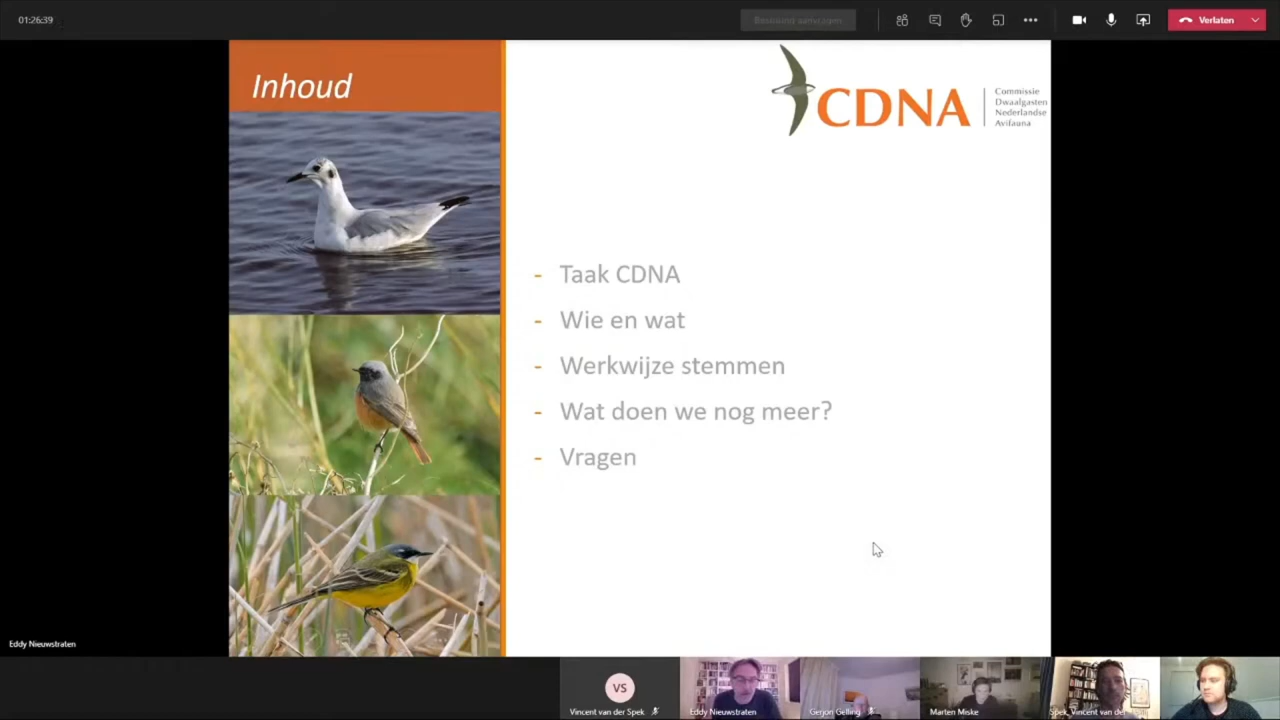 01:26:39
Bestuurd aanvragen
Verlaten
Inhoud
CDNA
Commissie
Dwaalgasten
Nederlandse
Avifauna
- Taak CDNA
- Wie en wat
- Werkwijze stemmen
- Wat doen we nog meer?
- Vragen
Eddy Nieuwstraten
VS
Vincent van der Spek
Eddy Nieuwstraten
Gerjon Gelling
Marten Miske
Spek, Vincent van der